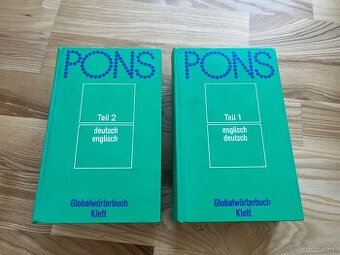 PONS
Teil 2
deutsch
englisch
Globalwörterbuch
Klett
PONS
Teil 1
englisch
deutsch
Globalwörterbuch
Klett